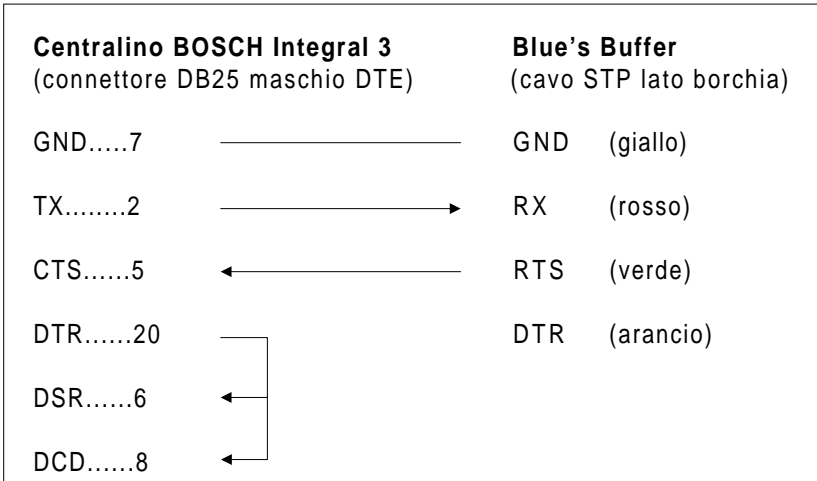 Centralino BOSCH Integral 3 Blue's Buffer
(connettore DB25 maschio DTE) (cavo STP lato borchia)
GND.....7 GND (giallo)
TX........2 RX (rosso)
CTS......5 RTS (verde)
DTR......20 DTR (arancio)
DSR......6
DCD......8